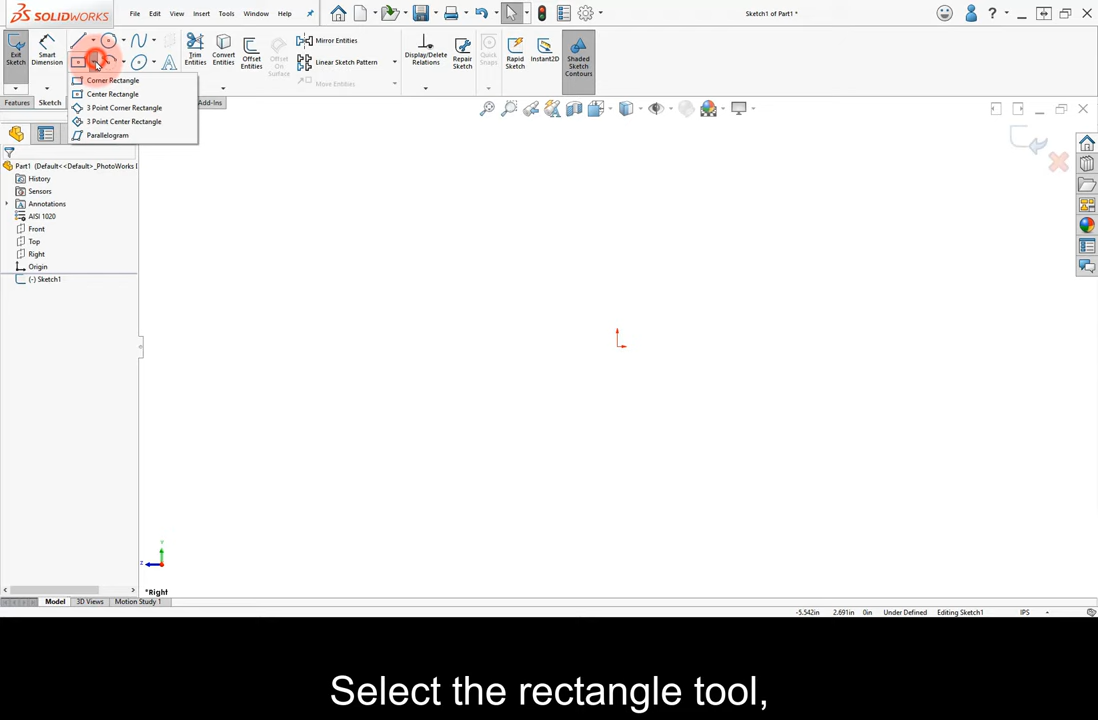 SOLIDWORKS File Edit View Insert Tools Window Help Sketch1 of Part1 * ?
Exit Sketch
Smart Dimension
Trim Entities
Convert Entities
Offset Entities
Offset On Surface
Mirror Entities
Linear Sketch Pattern
Move Entities
Display/Delete Relations
Repair Sketch
Quick Snaps
Rapid Sketch
Instant2D
Shaded Sketch Contours
Corner Rectangle
Center Rectangle
3 Point Corner Rectangle
3 Point Center Rectangle
Parallelogram
Features Sketch Add-Ins
Part1 (Default<<Default>_PhotoWorks
History
Sensors
Annotations
AISI 1020
Front
Top
Right
Origin
(-) Sketch1
Y
Z
*Right
Model 3D Views Motion Study 1
-5.542in 2.691in 0in Under Defined Editing Sketch1 IPS
Select the rectangle tool,